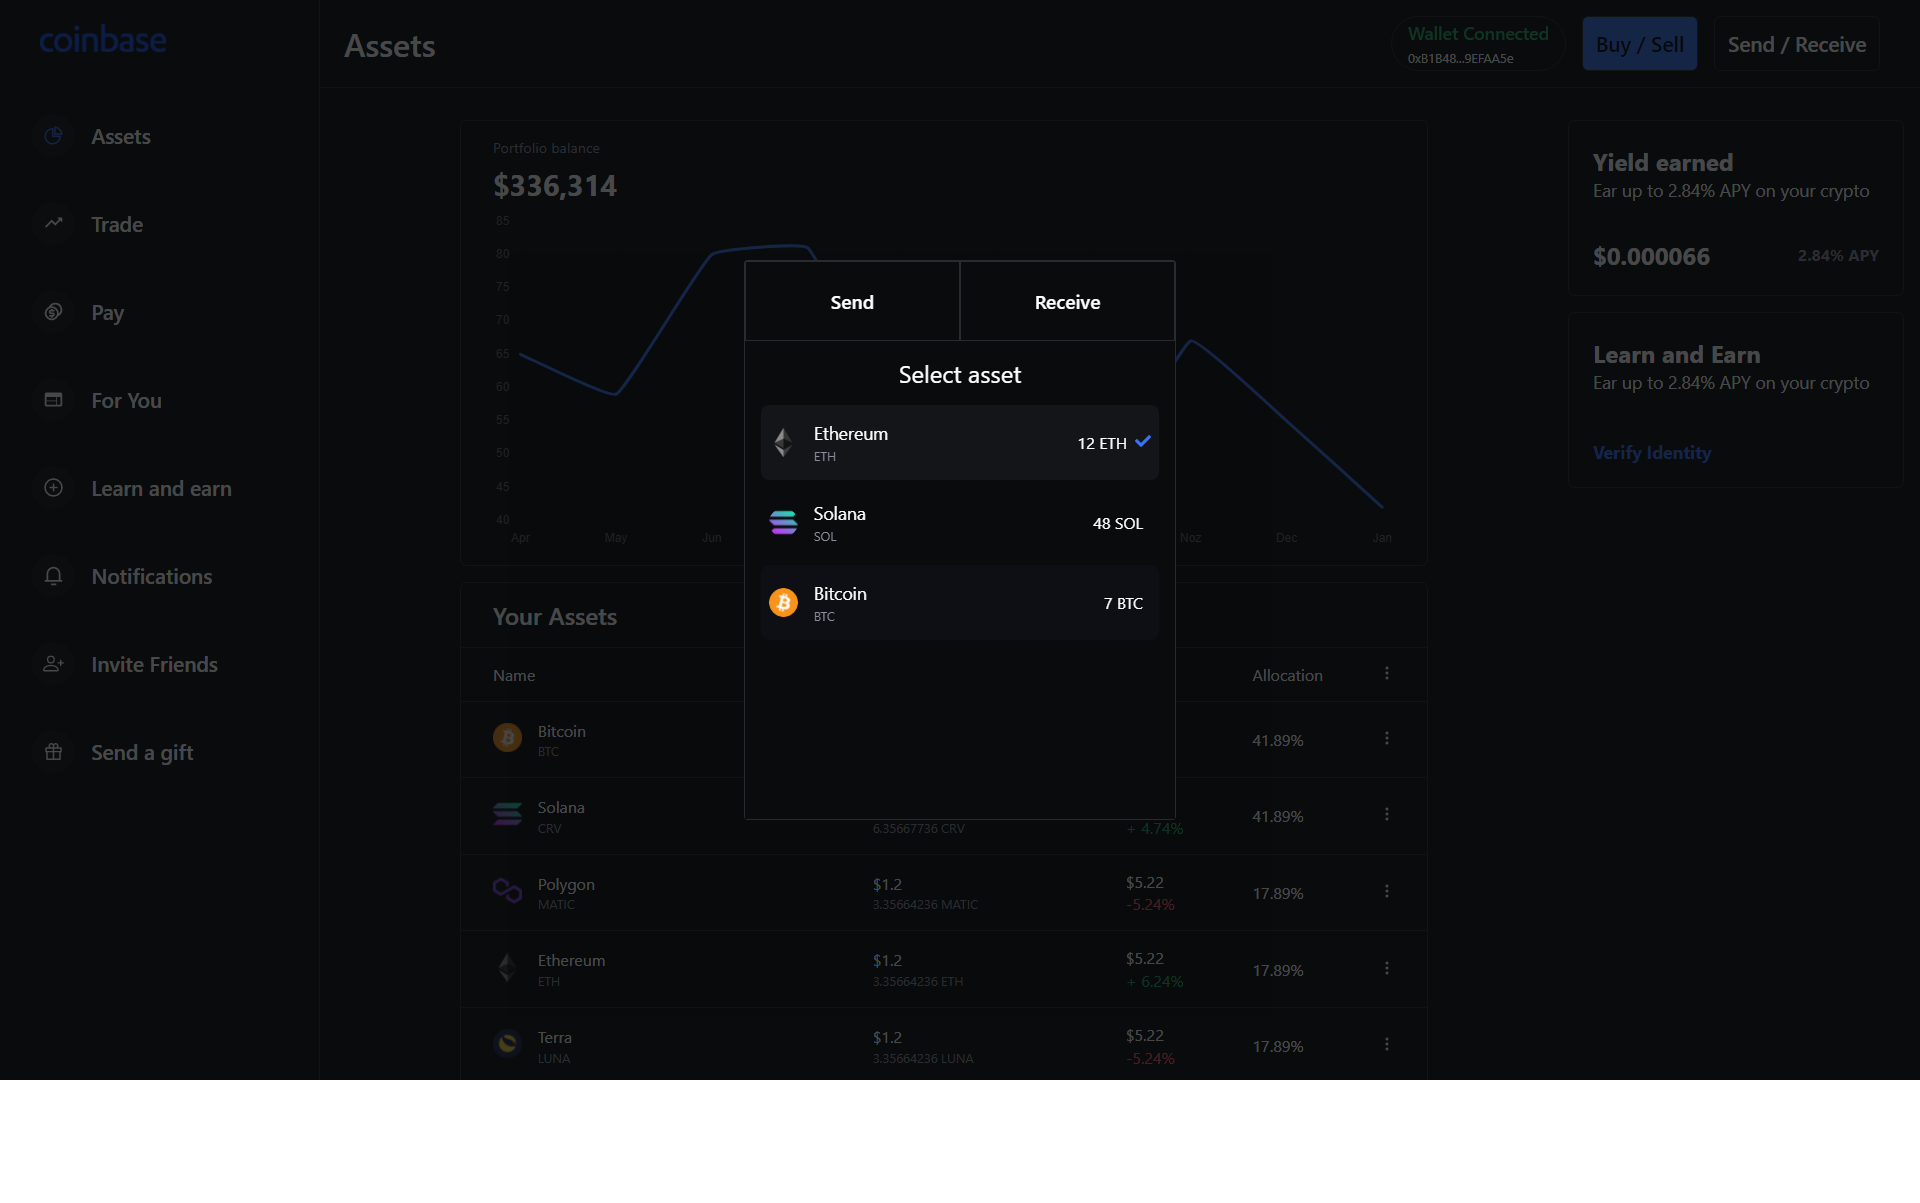 coinbase
Assets
Trade
Pay
For You
Learn and earn
Notifications
Invite Friends
Send a gift
Assets
Wallet Connected
0xB1B48...9EFAA5e
Buy / Sell
Send / Receive
Portfolio balance
$336,314
85
80
75
70
65
60
55
50
45
40
Apr May Jun Noz Dec Jan
Send Receive
Select asset
Ethereum
ETH
12 ETH
Solana
SOL
48 SOL
Bitcoin
BTC
7 BTC
Yield earned
Ear up to 2.84% APY on your crypto
$0.000066 2.84% APY
Learn and Earn
Ear up to 2.84% APY on your crypto
Verify Identity
Your Assets
Name Allocation
Bitcoin
BTC
41.89%
Solana
CRV
6.35667736 CRV
+ 4.74%
41.89%
Polygon
MATIC
$1.2
3.35664236 MATIC
$5.22
-5.24%
17.89%
Ethereum
ETH
$1.2
3.35664236 ETH
$5.22
+ 6.24%
17.89%
Terra
LUNA
$1.2
3.35664236 LUNA
$5.22
-5.24%
17.89%